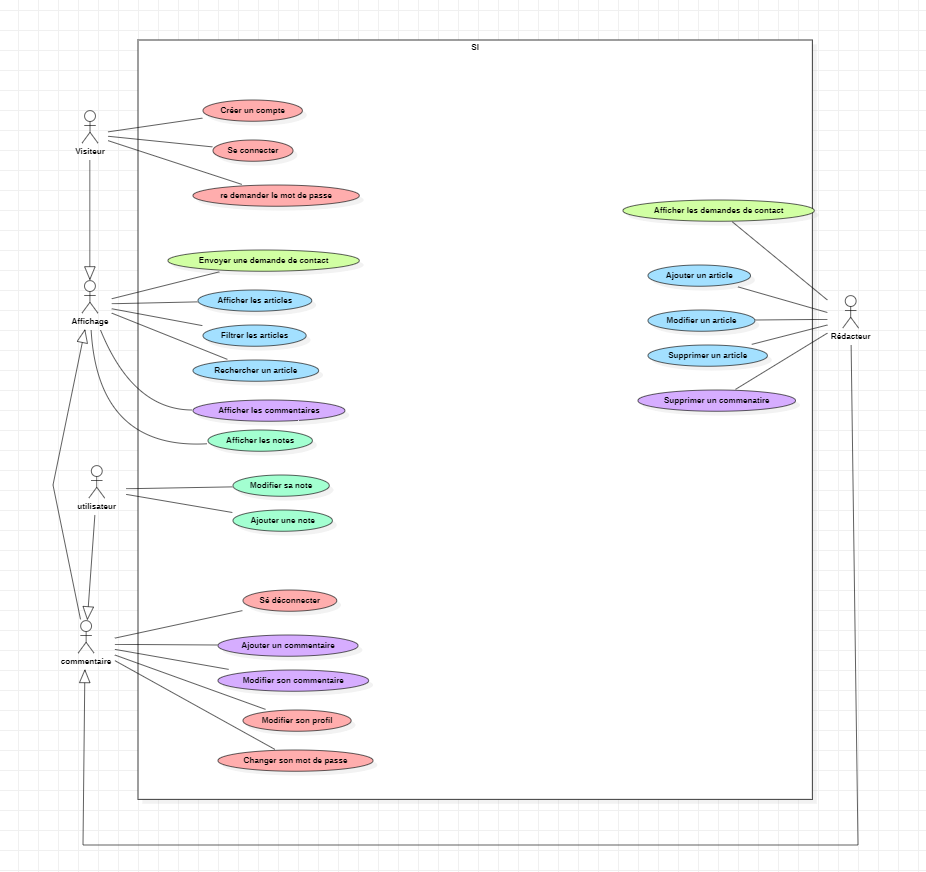 SI
Créer un compte
Visiteur
Se connecter
re demander le mot de passe
Afficher les demandes de contact
Envoyer une demande de contact
Ajouter un article
Afficher les articles
Affichage
Modifier un article
Filtrer les articles
Rédacteur
Supprimer un article
Rechercher un article
Supprimer un commenatire
Afficher les commentaires
Afficher les notes
Modifier sa note
utilisateur
Ajouter une note
Sé déconnecter
Ajouter un commentaire
commentaire
Modifier son commentaire
Modifier son profil
Changer son mot de passe